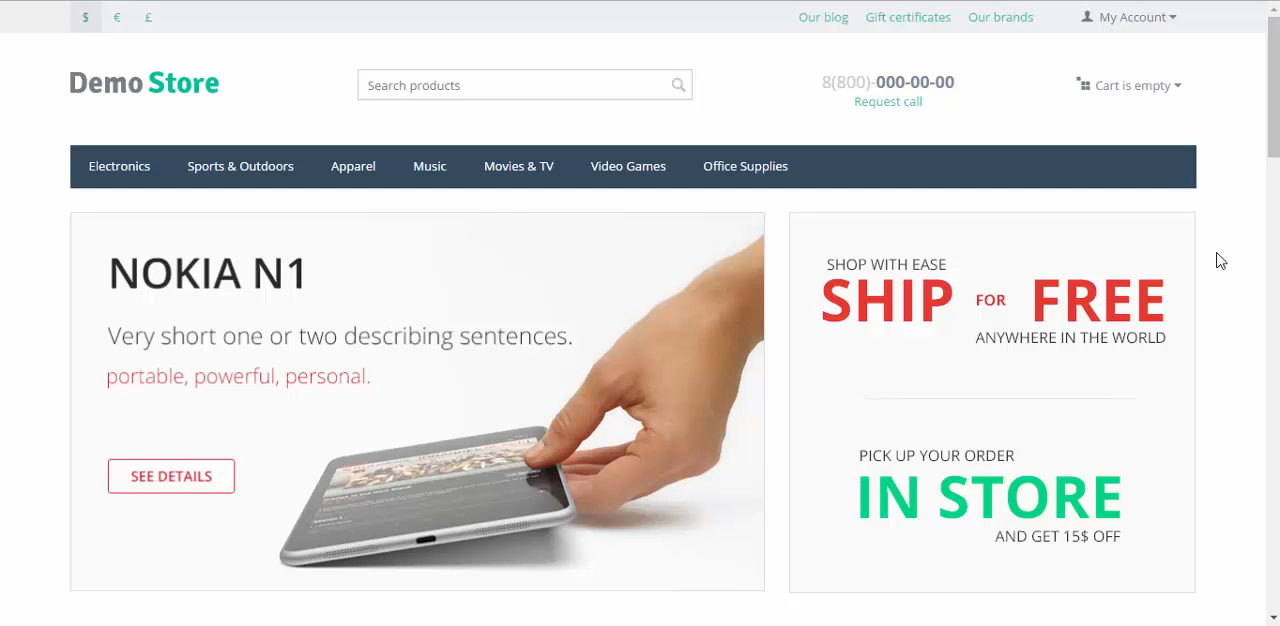 $ € £ Our blog Gift certificates Our brands My Account
Demo Store Search products 8(800)-000-00-00 Cart is empty
Request call
Electronics Sports & Outdoors Apparel Music Movies & TV Video Games Office Supplies
NOKIA N1
Very short one or two describing sentences.
portable, powerful, personal.
SEE DETAILS
SHOP WITH EASE
SHIP FOR FREE
ANYWHERE IN THE WORLD
PICK UP YOUR ORDER
IN STORE
AND GET 15$ OFF